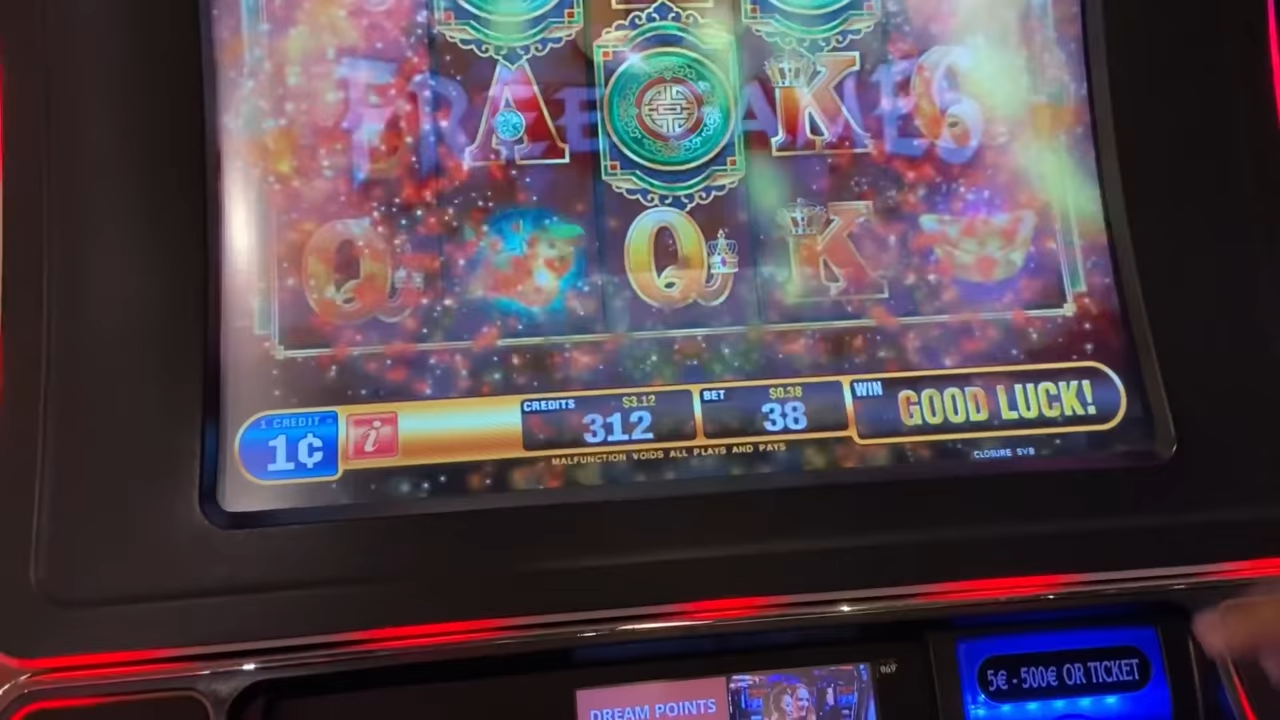 FREE GAMES
A
K
Q
Q
K
1 CREDIT =
1¢
i
CREDITS $3.12
312
BET $0.38
38
WIN
GOOD LUCK!
MALFUNCTION VOIDS ALL PLAYS AND PAYS
CLOSURE SVB
5€ - 500€ OR TICKET
DREAM POINTS
069